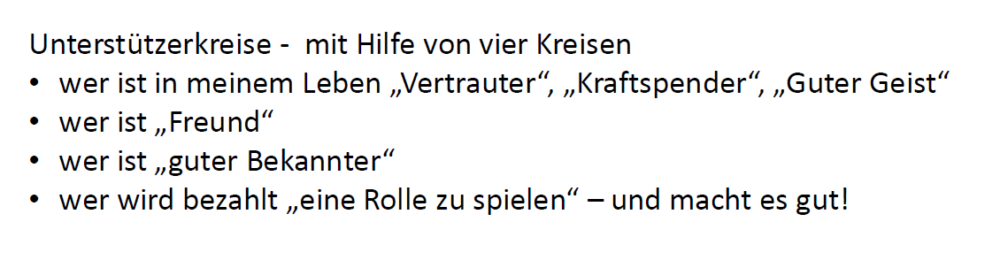 Unterstützerkreise - mit Hilfe von vier Kreisen
• wer ist in meinem Leben „Vertrauter“, „Kraftspender“, „Guter Geist“
• wer ist „Freund“
• wer ist „guter Bekannter“
• wer wird bezahlt „eine Rolle zu spielen“ – und macht es gut!